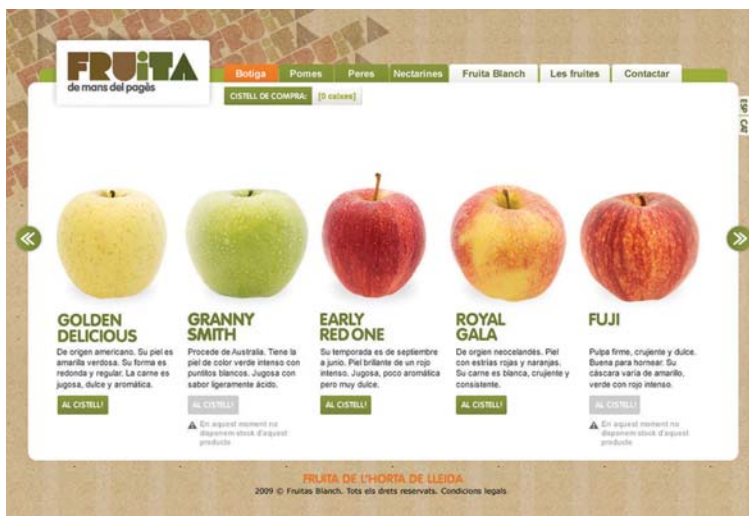 FRUITA
de mans del pagès
Botiga Pomes Peres Nectarines Fruita Blanch Les fruites Contactar
CISTELL DE COMPRA: [0 caixes]
ESP CAT
GOLDEN
DELICIOUS
De origen americano. Su piel es
amarilla verdosa. Su forma es
redonda y regular. La carne es
jugosa, dulce y aromática.
AL CISTELL!
GRANNY
SMITH
Procede de Australia. Tiene la
piel de color verde intenso con
puntitos blancos. Jugosa con
sabor ligeramente ácido.
AL CISTELL!
En aquest moment no
disponem stock d'aquest
producte
EARLY
RED ONE
Su temporada es de septiembre
a junio. Piel brillante de un rojo
intenso. Jugosa, poco aromática
pero muy dulce.
AL CISTELL!
ROYAL
GALA
De orgien neocelandés. Piel
con estrias rojas y naranjas.
Su carne es blanca, crujiente y
consistente.
AL CISTELL!
FUJI
Pulpa firme, crujiente y dulce.
Buena para hornear. Su
cáscara varia de amarillo,
verde con rojo intenso.
AL CISTELL!
En aquest moment no
disponem stock d'aquest
producte
FRUITA DE L'HORTA DE LLEIDA
2009 © Fruitas Blanch. Tots els drets reservats. Condicions legals